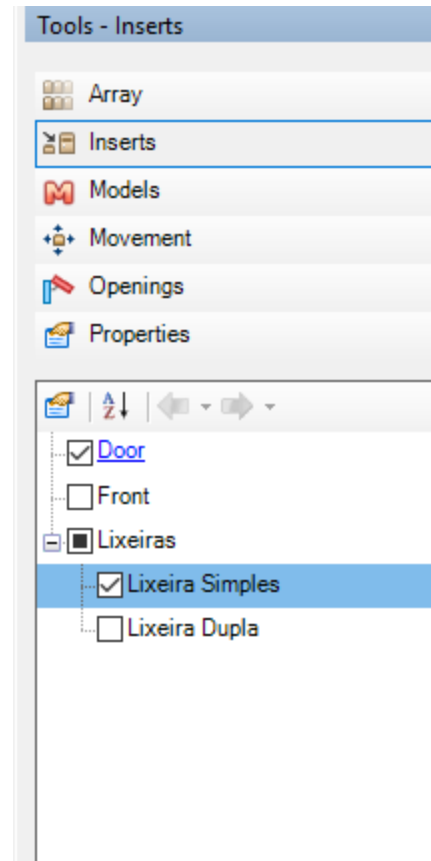 Tools - Inserts
Array
Inserts
Models
Movement
Openings
Properties
Door
Front
Lixeiras
Lixeira Simples
Lixeira Dupla